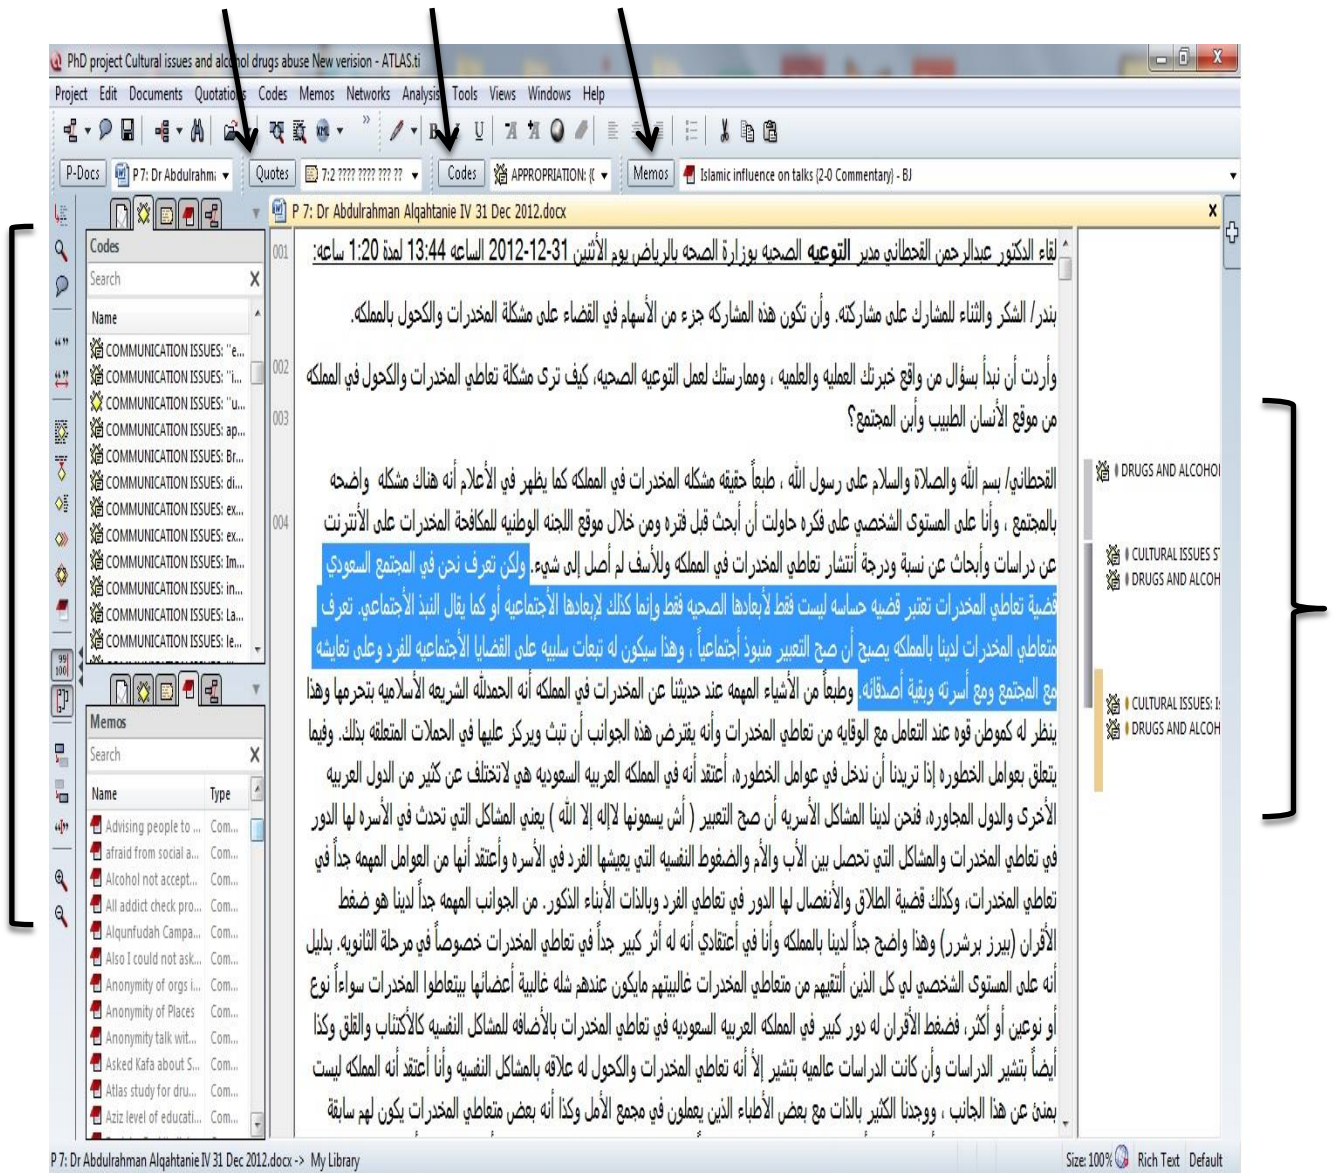 PhD project Cultural issues and alcohol drugs abuse New verision - ATLAS.ti
Project Edit Documents Quotations Codes Memos Networks Analysis Tools Views Windows Help
B I U
P-Docs P 7: Dr Abdulrahma Quotes 7:2 ???? ???? ??? ?? Codes APPROPRIATION: {( Memos Islamic influence on talks {2-0 Commentary} - BJ
P 7: Dr Abdulrahman Alqahtanie IV 31 Dec 2012.docx
Codes
Search
Name
COMMUNICATION ISSUES: "e...
COMMUNICATION ISSUES: "i...
COMMUNICATION ISSUES: "u...
COMMUNICATION ISSUES: ap...
COMMUNICATION ISSUES: Br...
COMMUNICATION ISSUES: di...
COMMUNICATION ISSUES: ex...
COMMUNICATION ISSUES: ex...
COMMUNICATION ISSUES: Im...
COMMUNICATION ISSUES: in...
COMMUNICATION ISSUES: La...
COMMUNICATION ISSUES: le...
Memos
Search
Name Type
Advising people to ... Com...
afraid from social a... Com...
Alcohol not accept... Com...
All addict check pro... Com...
Alqunfudah Campa... Com...
Also I could not ask... Com...
Anonymity of orgs i... Com...
Anonymity of Places Com...
Anonymity talk wit... Com...
Asked Kafa about S... Com...
Atlas study for dru... Com...
Aziz level of educati... Com...
001
002
003
004
لقاء الدكتور عبدالرحمن القحطاني مدير التوعيه الصحيه بوزارة الصحه بالرياض يوم الأثنين 31-12-2012 الساعه 13:44 لمدة 1:20 ساعه:
بندر/ الشكر والثناء للمشارك على مشاركته. وأن تكون هذه المشاركه جزء من الأسهام في القضاء على مشكلة المخدرات والكحول بالمملكه.
وأردت أن نبدأ بسؤال من واقع خبرتك العمليه والعلميه ، وممارستك لعمل التوعيه الصحيه، كيف ترى مشكلة تعاطي المخدرات والكحول في المملكه
من موقع الأنسان الطبيب وأبن المجتمع؟
القحطاني/ بسم الله والصلاة والسلام على رسول الله ، طبعاً حقيقه مشكله المخدرات في المملكه كما يظهر في الأعلام أنه هناك مشكله واضحه
بالمجتمع ، وأنا على المستوى الشخصي على فكره حاولت أن أبحث قبل فتره ومن خلال موقع اللجنه الوطنيه للمكافحة المخدرات على الأنترنت
عن دراسات وأبحاث عن نسبة ودرجة أنتشار تعاطي المخدرات في المملكه وللأسف لم أصل إلى شيء. ولكن تعرف نحن في المجتمع السعودي
قضية تعاطي المخدرات تعتبر قضيه حساسه ليست فقط لأبعادها الصحيه فقط وإنما كذلك لإبعادها الأجتماعيه أو كما يقال النبذ الأجتماعي. تعرف
متعاطي المخدرات لدينا بالمملكه يصبح أن صح التعبير منبوذ أجتماعياً ، وهذا سيكون له تبعات سلبيه على القضايا الأجتماعيه للفرد وعلى تعايشه
مع المجتمع ومع أسرته وبقية أصدقائه. وطبعاً من الأشياء المهمه عند حديثنا عن المخدرات في المملكه أنه الحمدلله الشريعه الأسلاميه بتحرمها وهذا
ينظر له كموطن قوه عند التعامل مع الوقايه من تعاطي المخدرات وأنه يفترض هذه الجوانب أن تبث ويركز عليها في الحملات المتعلقه بذلك. وفيما
يتعلق بعوامل الخطوره إذا تريدنا أن ندخل في عوامل الخطوره، أعتقد أنه في المملكه العربيه السعوديه هي لاتختلف عن كثير من الدول العربيه
الأخرى والدول المجاوره، فنحن لدينا المشاكل الأسريه أن صح التعبير ( أش يسمونها لاإله إلا الله ) يعني المشاكل التي تحدث في الأسره لها الدور
في تعاطي المخدرات والمشاكل التي تحصل بين الأب والأم والضغوط النفسيه التي يعيشها الفرد في الأسره وأعتقد أنها من العوامل المهمه جداً في
تعاطي المخدرات، وكذلك قضية الطلاق والأنفصال لها الدور في تعاطي الفرد وبالذات الأبناء الذكور. من الجوانب المهمه جداً لدينا هو ضغط
الأقران (بيرز برشرر) وهذا واضح جداً لدينا بالمملكه وأنا في أعتقادي أنه له أثر كبير جداً في تعاطي المخدرات خصوصاً في مرحلة الثانويه. بدليل
أنه على المستوى الشخصي لي كل الذين ألتقيهم من متعاطي المخدرات غالبيتهم مايكون عندهم شله غالبية أعضائها بيتعاطوا المخدرات سواءاً نوع
أو نوعين أو أكثر، فضغط الأقران له دور كبير في المملكه العربيه السعوديه في تعاطي المخدرات بالأضافه للمشاكل النفسيه كالأكتئاب والقلق وكذا
أيضاً بتشير الدراسات وأن كانت الدراسات عالميه بتشير إلأ أنه تعاطي المخدرات والكحول له علاقه بالمشاكل النفسيه وأنا أعتقد أنه المملكه ليست
بمنئ عن هذا الجانب ، ووجدنا الكثير بالذات مع بعض الأطباء الذين يعملون في مجمع الأمل وكذا أنه بعض متعاطي المخدرات يكون لهم سابقة
DRUGS AND ALCOHOL
CULTURAL ISSUES ST
DRUGS AND ALCOH
CULTURAL ISSUES: I
DRUGS AND ALCOH
P 7: Dr Abdulrahman Alqahtanie IV 31 Dec 2012.docx -> My Library Size: 100% Rich Text Default